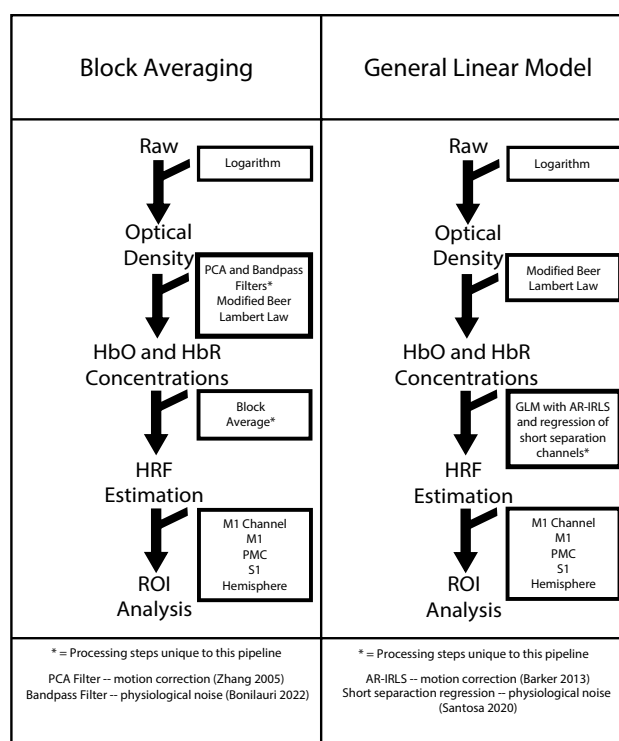 Block Averaging
Raw
Logarithm
Optical
Density
PCA and Bandpass
Filters*
Modified Beer
Lambert Law
HbO and HbR
Concentrations
Block
Average*
HRF
Estimation
M1 Channel
M1
PMC
S1
Hemisphere
ROI
Analysis
* = Processing steps unique to this pipeline
PCA Filter -- motion correction (Zhang 2005)
Bandpass Filter -- physiological noise (Bonilauri 2022)
General Linear Model
Raw
Logarithm
Optical
Density
Modified Beer
Lambert Law
HbO and HbR
Concentrations
GLM with AR-IRLS
and regression of
short separation
channels*
HRF
Estimation
M1 Channel
M1
PMC
S1
Hemisphere
ROI
Analysis
* = Processing steps unique to this pipeline
AR-IRLS -- motion correction (Barker 2013)
Short separaction regression -- physiological noise
(Santosa 2020)